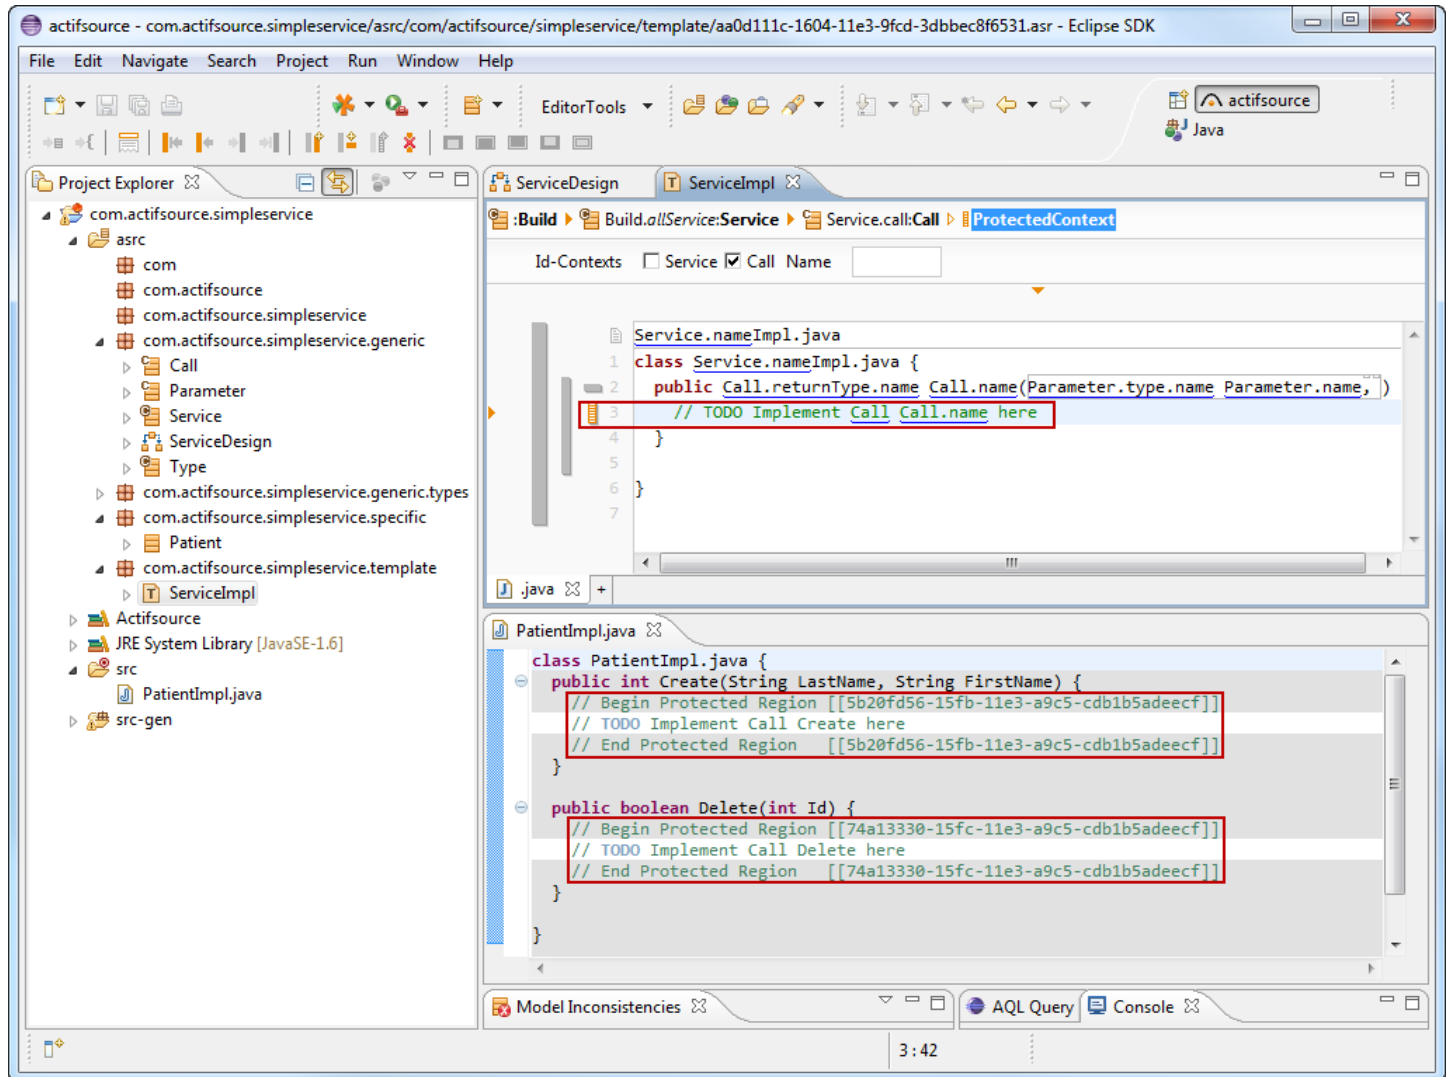 actifsource - com.actifsource.simpleservice/asrc/com/actifsource/simpleservice/template/aa0d111c-1604-11e3-9fcd-3dbbec8f6531.asr - Eclipse SDK
File Edit Navigate Search Project Run Window Help
EditorTools
actifsource
Java
Project Explorer
com.actifsource.simpleservice
asrc
com
com.actifsource
com.actifsource.simpleservice
com.actifsource.simpleservice.generic
Call
Parameter
Service
ServiceDesign
Type
com.actifsource.simpleservice.generic.types
com.actifsource.simpleservice.specific
Patient
com.actifsource.simpleservice.template
ServiceImpl
Actifsource
JRE System Library [JavaSE-1.6]
src
PatientImpl.java
src-gen
ServiceDesign
ServiceImpl
:Build Build.allService:Service Service.call:Call ProtectedContext
Id-Contexts Service Call Name
Service.nameImpl.java
1 class Service.nameImpl.java {
2 public Call.returnType.name Call.name(Parameter.type.name Parameter.name, )
3 // TODO Implement Call Call.name here
4 }
5
6 }
7
.java +
PatientImpl.java
class PatientImpl.java {
public int Create(String LastName, String FirstName) {
// Begin Protected Region [[5b20fd56-15fb-11e3-a9c5-cdb1b5adeecf]]
// TODO Implement Call Create here
// End Protected Region [[5b20fd56-15fb-11e3-a9c5-cdb1b5adeecf]]
}
public boolean Delete(int Id) {
// Begin Protected Region [[74a13330-15fc-11e3-a9c5-cdb1b5adeecf]]
// TODO Implement Call Delete here
// End Protected Region [[74a13330-15fc-11e3-a9c5-cdb1b5adeecf]]
}
}
Model Inconsistencies
AQL Query
Console
3:42